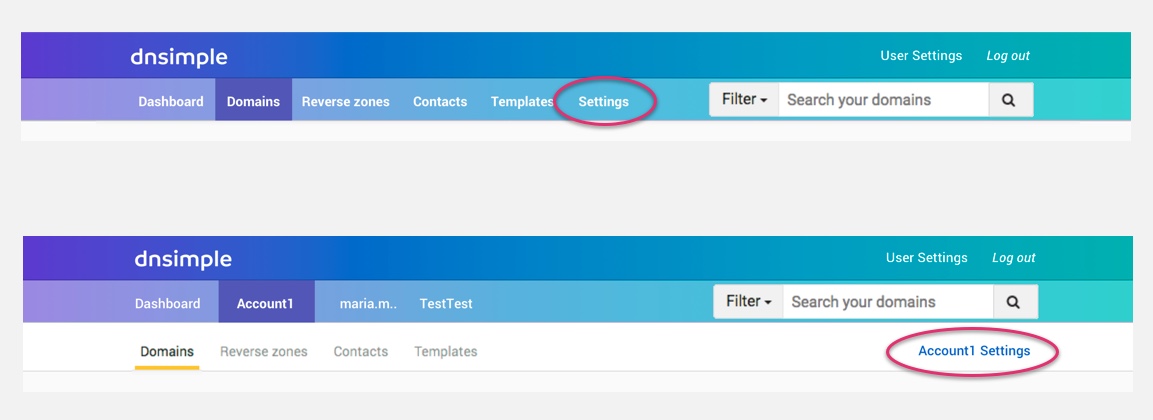 dnsimple User Settings Log out
Dashboard Domains Reverse zones Contacts Templates Settings Filter Search your domains
dnsimple User Settings Log out
Dashboard Account1 maria.m.. TestTest Filter Search your domains
Domains Reverse zones Contacts Templates Account1 Settings